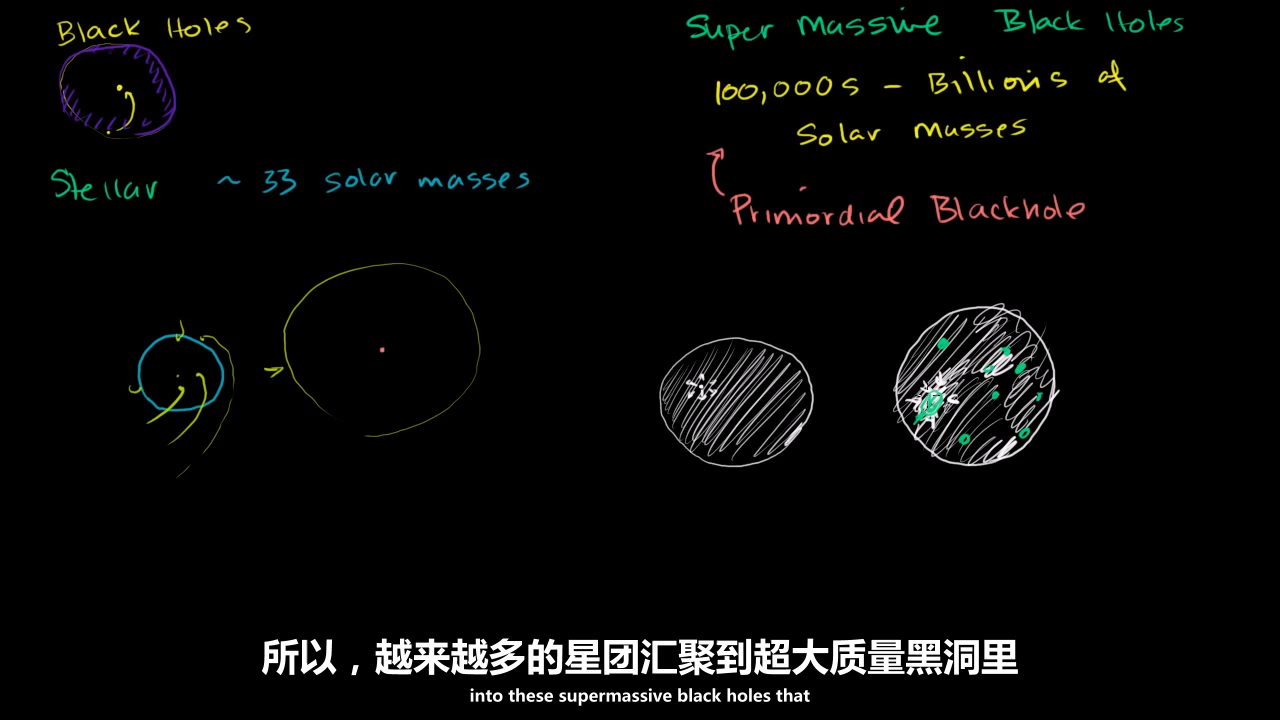 Black Holes
Super Massive Black Holes
100,000s – Billions of
Solar Masses
Stellar ~ 33 solar masses
Primordial Blackhole
所以，越来越多的星团汇聚到超大质量黑洞里
into these supermassive black holes that